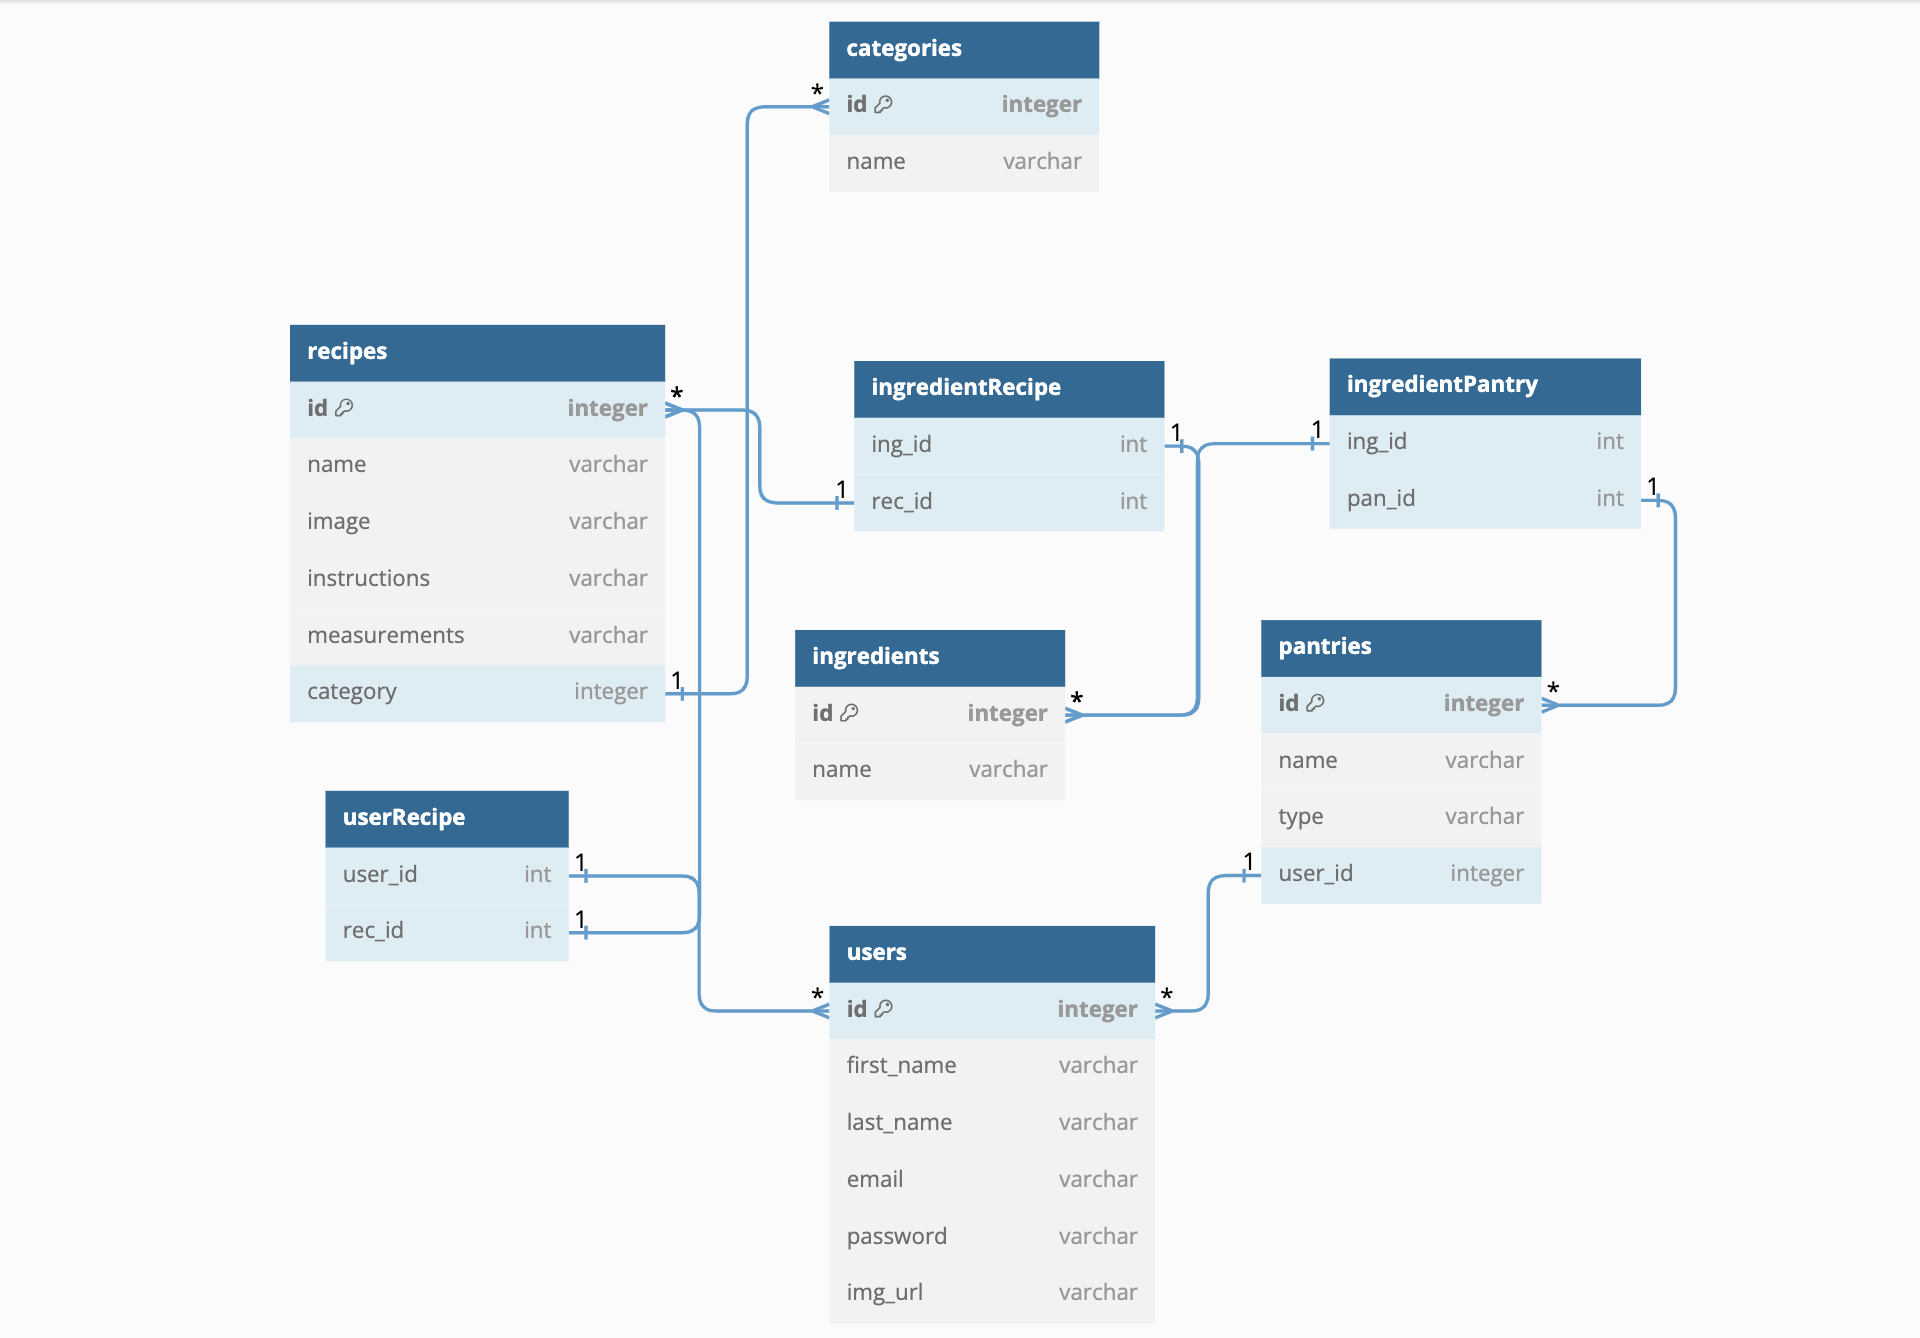 categories
* id integer
name varchar
recipes
id integer *
name varchar
image varchar
instructions varchar
measurements varchar
category integer 1
ingredientRecipe
ing_id int 1
1 rec_id int
ingredientPantry
1 ing_id int
pan_id int 1
ingredients
id integer *
name varchar
pantries
id integer *
name varchar
type varchar
1 user_id integer
userRecipe
user_id int 1
rec_id int 1
users
* id integer *
first_name varchar
last_name varchar
email varchar
password varchar
img_url varchar